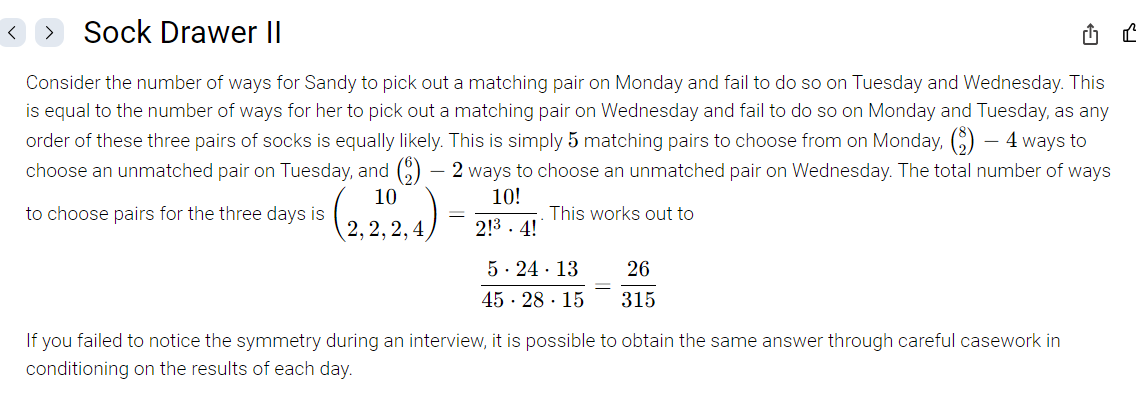 Sock Drawer II
Consider the number of ways for Sandy to pick out a matching pair on Monday and fail to do so on Tuesday and Wednesday. This
is equal to the number of ways for her to pick out a matching pair on Wednesday and fail to do so on Monday and Tuesday, as any
order of these three pairs of socks is equally likely. This is simply 5 matching pairs to choose from on Monday, $\binom{8}{2} - 4$ ways to
choose an unmatched pair on Tuesday, and $\binom{6}{2} - 2$ ways to choose an unmatched pair on Wednesday. The total number of ways
to choose pairs for the three days is $\binom{10}{2, 2, 2, 4} = \frac{10!}{2!^3 \cdot 4!}$. This works out to
$\frac{5 \cdot 24 \cdot 13}{45 \cdot 28 \cdot 15} = \frac{26}{315}$
If you failed to notice the symmetry during an interview, it is possible to obtain the same answer through careful casework in
conditioning on the results of each day.